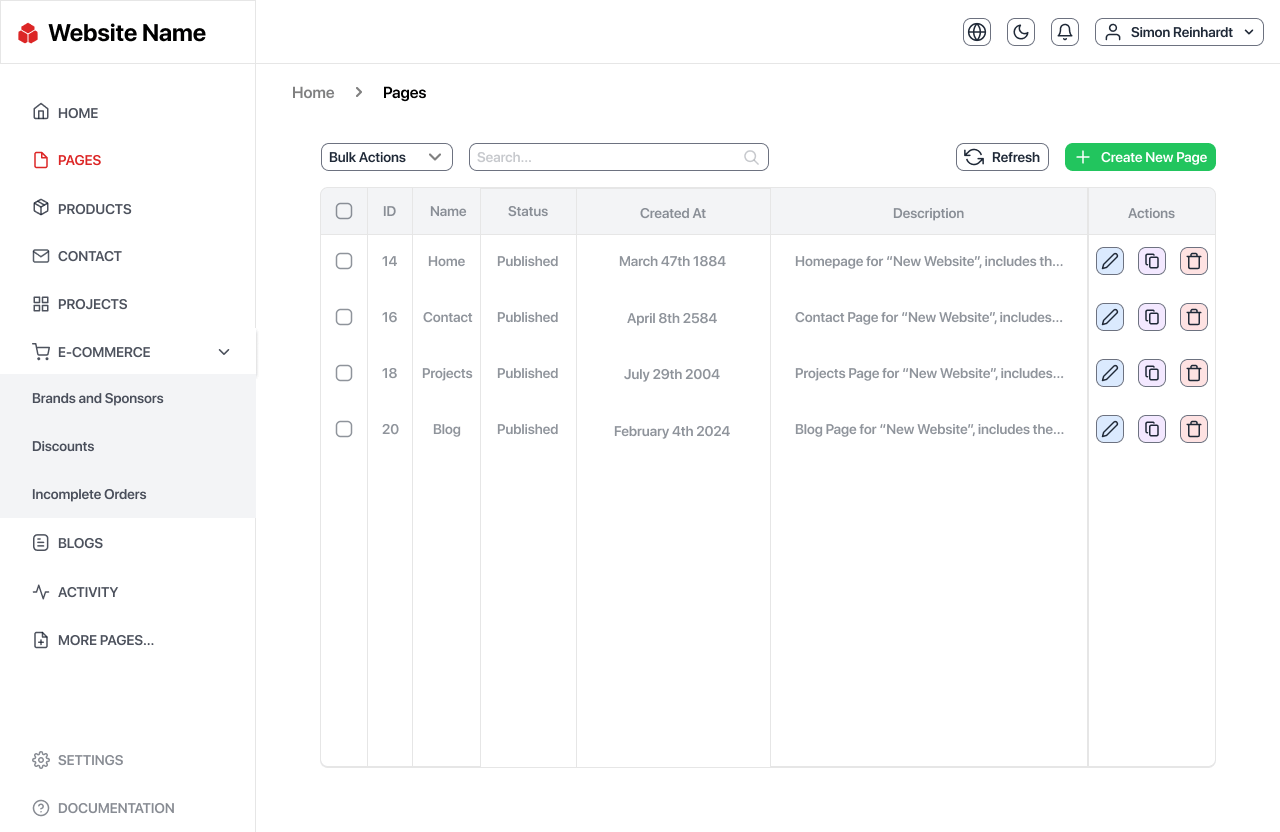 Website Name
Simon Reinhardt
Home
Pages
HOME
PAGES
PRODUCTS
CONTACT
PROJECTS
E-COMMERCE
Brands and Sponsors
Discounts
Incomplete Orders
BLOGS
ACTIVITY
MORE PAGES...
SETTINGS
DOCUMENTATION
Bulk Actions
Search...
Refresh
Create New Page
ID Name Status Created At Description Actions
14 Home Published March 47th 1884 Homepage for “New Website”, includes th...
16 Contact Published April 8th 2584 Contact Page for “New Website”, includes...
18 Projects Published July 29th 2004 Projects Page for “New Website”, includes...
20 Blog Published February 4th 2024 Blog Page for “New Website”, includes the...